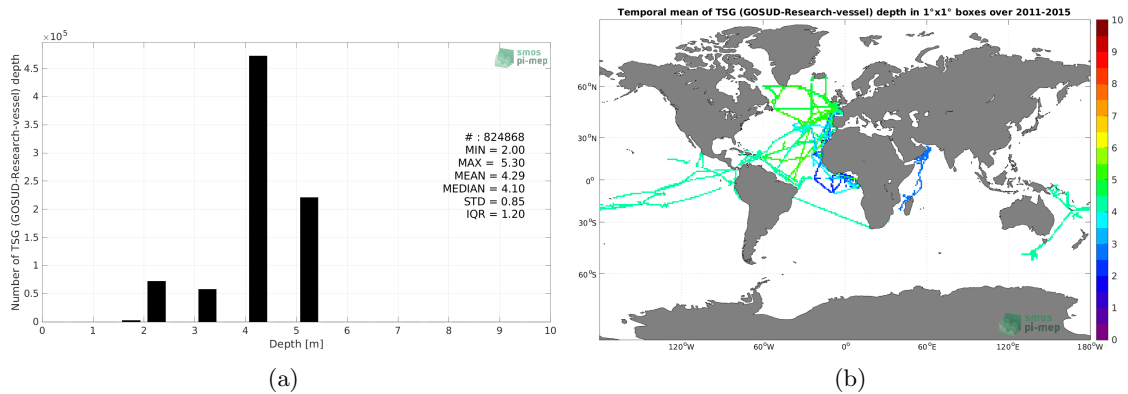 ×10⁵
4.5
4
3.5
3
2.5
2
1.5
1
0.5
0
Number of TSG (GOSUD-Research-vessel) depth
smos
pi-mep
# : 824868
MIN = 2.00
MAX = 5.30
MEAN = 4.29
MEDIAN = 4.10
STD = 0.85
IQR = 1.20
0 1 2 3 4 5 6 7 8 9 10
Depth [m]
(a)
Temporal mean of TSG (GOSUD-Research-vessel) depth in 1°x1° boxes over 2011-2015
60°N
30°N
0°
30°S
60°S
120°W 60°W 0° 60°E 120°E 180°W
smos
pi-mep
10
9
8
7
6
5
4
3
2
1
0
(b)